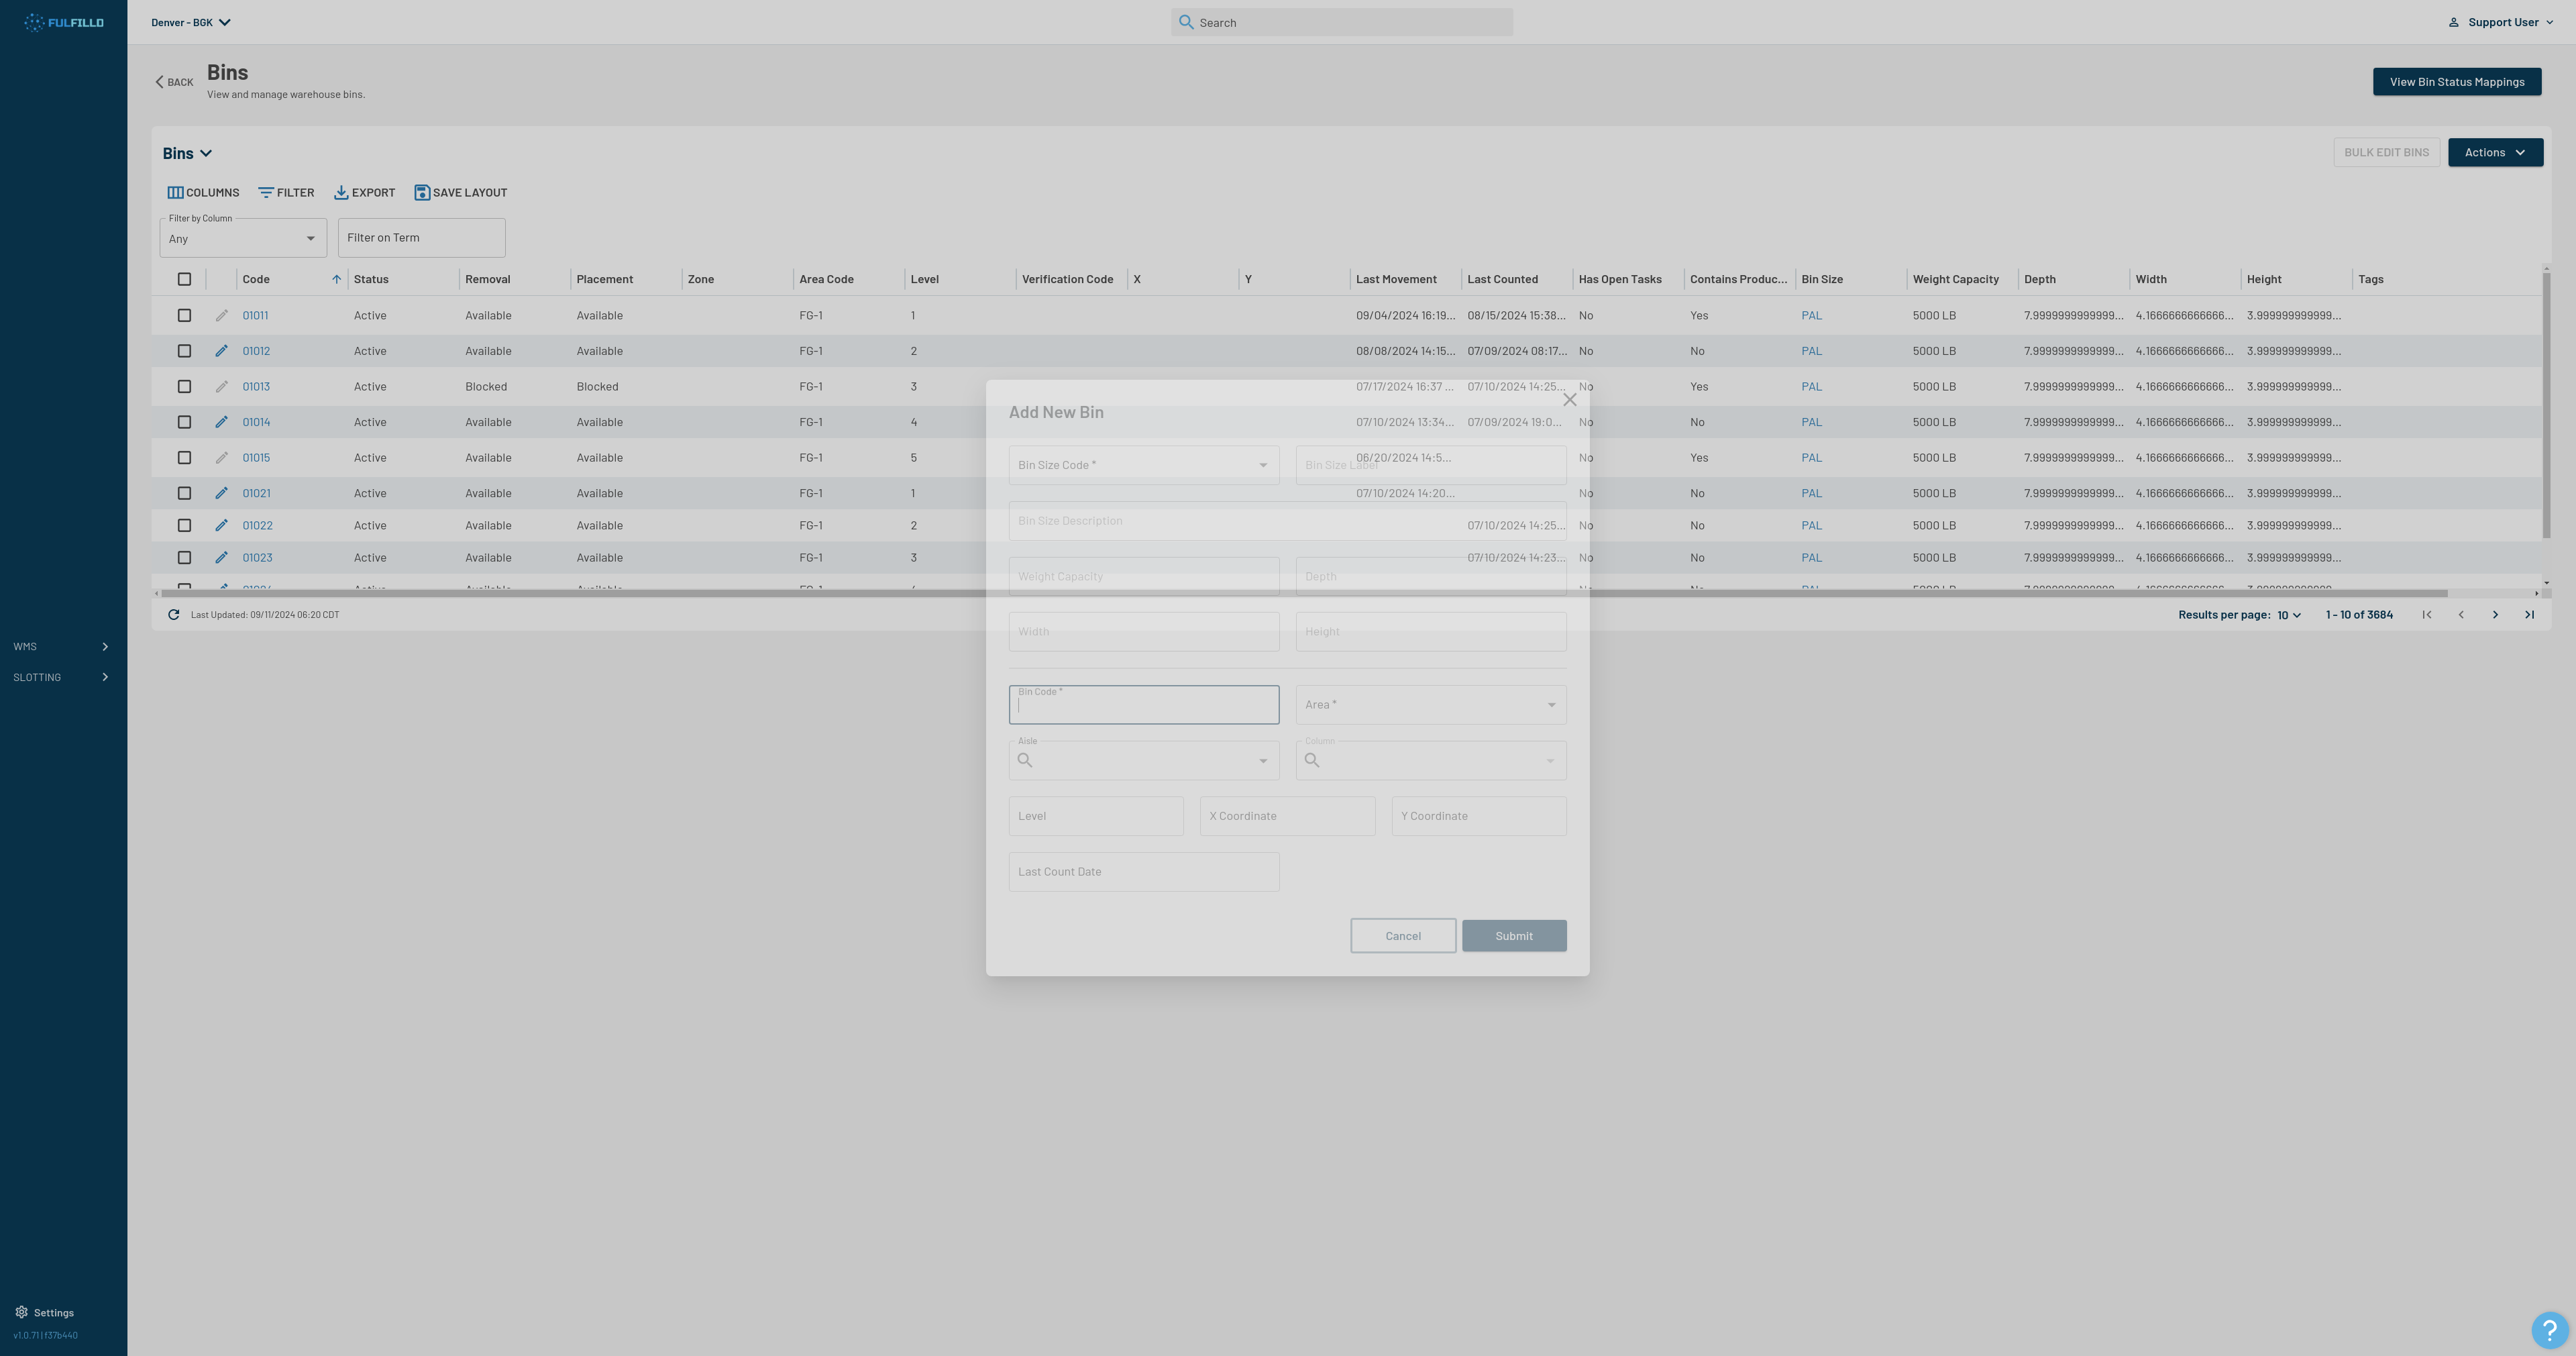 FULFILLD
Denver - BGK
Search
Support User
BACK
Bins
View and manage warehouse bins.
View Bin Status Mappings
Bins
BULK EDIT BINS
Actions
COLUMNS FILTER EXPORT SAVE LAYOUT
Filter by Column
Any
Filter on Term
Code Status Removal Placement Zone Area Code Level Verification Code X Y Last Movement Last Counted Has Open Tasks Contains Produc... Bin Size Weight Capacity Depth Width Height Tags
01011 Active Available Available FG-1 1 09/04/2024 16:19... 08/15/2024 15:38... No Yes PAL 5000 LB 7.9999999999999... 4.1666666666666... 3.999999999999...
01012 Active Available Available FG-1 2 08/08/2024 14:15... 07/09/2024 08:17... No No PAL 5000 LB 7.9999999999999... 4.1666666666666... 3.999999999999...
01013 Active Blocked Blocked FG-1 3 07/17/2024 16:37 ... 07/10/2024 14:25... No Yes PAL 5000 LB 7.9999999999999... 4.1666666666666... 3.999999999999...
01014 Active Available Available FG-1 4 07/10/2024 13:34... 07/09/2024 19:0... No No PAL 5000 LB 7.9999999999999... 4.1666666666666... 3.999999999999...
01015 Active Available Available FG-1 5 06/20/2024 14:5... No Yes PAL 5000 LB 7.9999999999999... 4.1666666666666... 3.999999999999...
01021 Active Available Available FG-1 1 07/10/2024 14:20... No No PAL 5000 LB 7.9999999999999... 4.1666666666666... 3.999999999999...
01022 Active Available Available FG-1 2 07/10/2024 14:25... No No PAL 5000 LB 7.9999999999999... 4.1666666666666... 3.999999999999...
01023 Active Available Available FG-1 3 07/10/2024 14:23... No No PAL 5000 LB 7.9999999999999... 4.1666666666666... 3.999999999999...
Last Updated: 09/11/2024 06:20 CDT
Results per page: 10 1 - 10 of 3684
Add New Bin
Bin Size Code *
Bin Size Label
Bin Size Description
Weight Capacity
Depth
Width
Height
Bin Code *
Area *
Aisle
Column
Level
X Coordinate
Y Coordinate
Last Count Date
Cancel
Submit
WMS
SLOTTING
Settings
v1.0.71 | f37b440
?